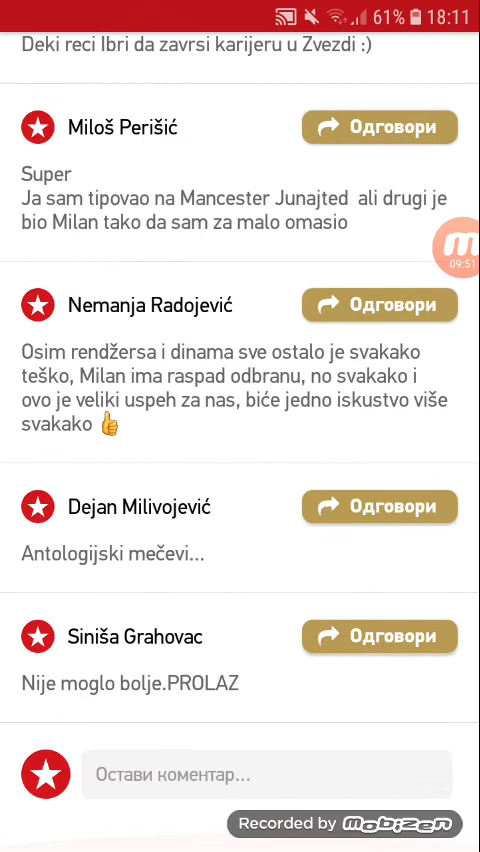 61% 18:11
Deki reci Ibri da zavrsi karijeru u Zvezdi :)
Miloš Perišić
Одговори
Super
Ja sam tipovao na Mancester Junajted ali drugi je
bio Milan tako da sam za malo omasio
09:51
Nemanja Radojević
Одговори
Osim rendžersa i dinama sve ostalo je svakako
teško, Milan ima raspad odbranu, no svakako i
ovo je veliki uspeh za nas, biće jedno iskustvo više
svakako 👍
Dejan Milivojević
Одговори
Antologijski mečevi...
Siniša Grahovac
Одговори
Nije moglo bolje.PROLAZ
Остави коментар...
Recorded by mobizen